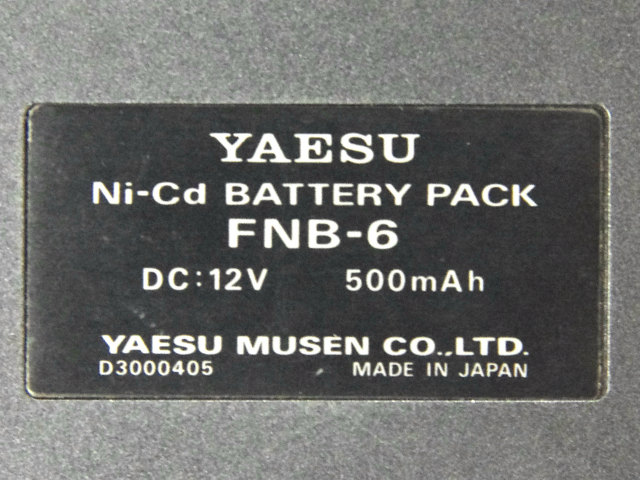 YAESU
Ni-Cd BATTERY PACK
FNB-6
DC:12V 500mAh
YAESU MUSEN CO.,LTD.
D3000405 MADE IN JAPAN